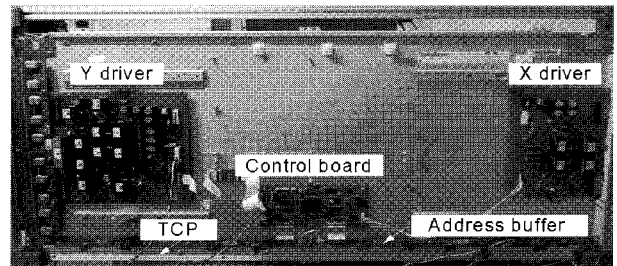 Y driver
X driver
Control board
TCP
Address buffer